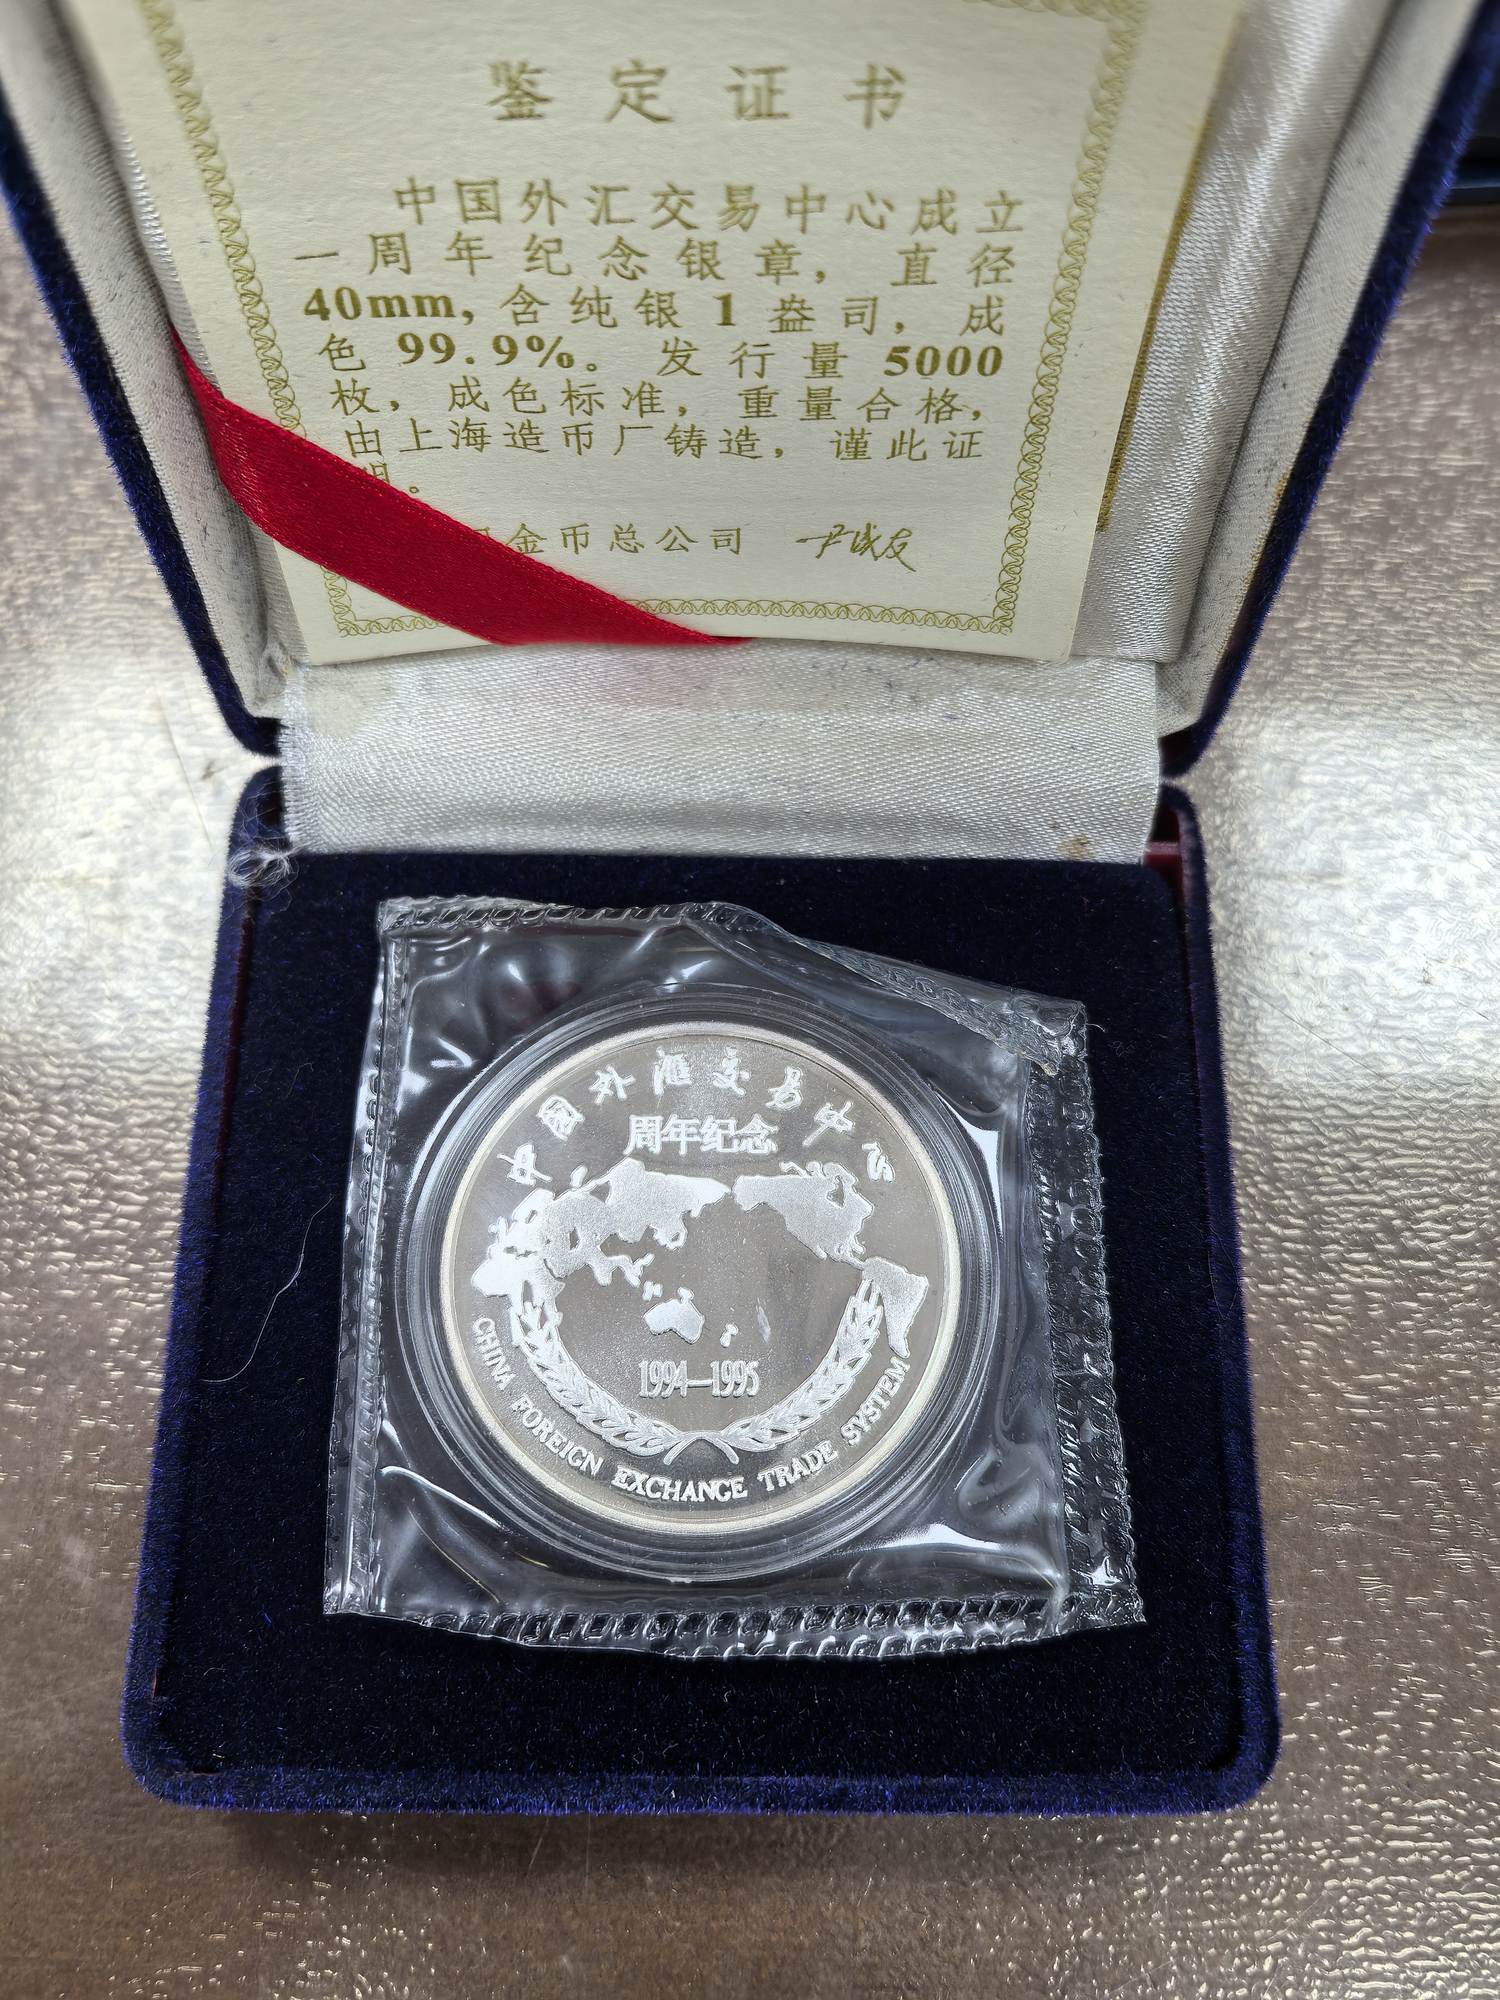 鉴定证书
中国外汇交易中心成立
一周年纪念银章，直径
40mm,含纯银1盎司，成
色99.9%。发行量5000
枚，成色标准，重量合格，
由上海造币厂铸造，谨此证
明。
金币总公司
中国外滙交易中心
周年纪念
1994—1995
CHINA FOREIGN EXCHANGE TRADE SYSTEM